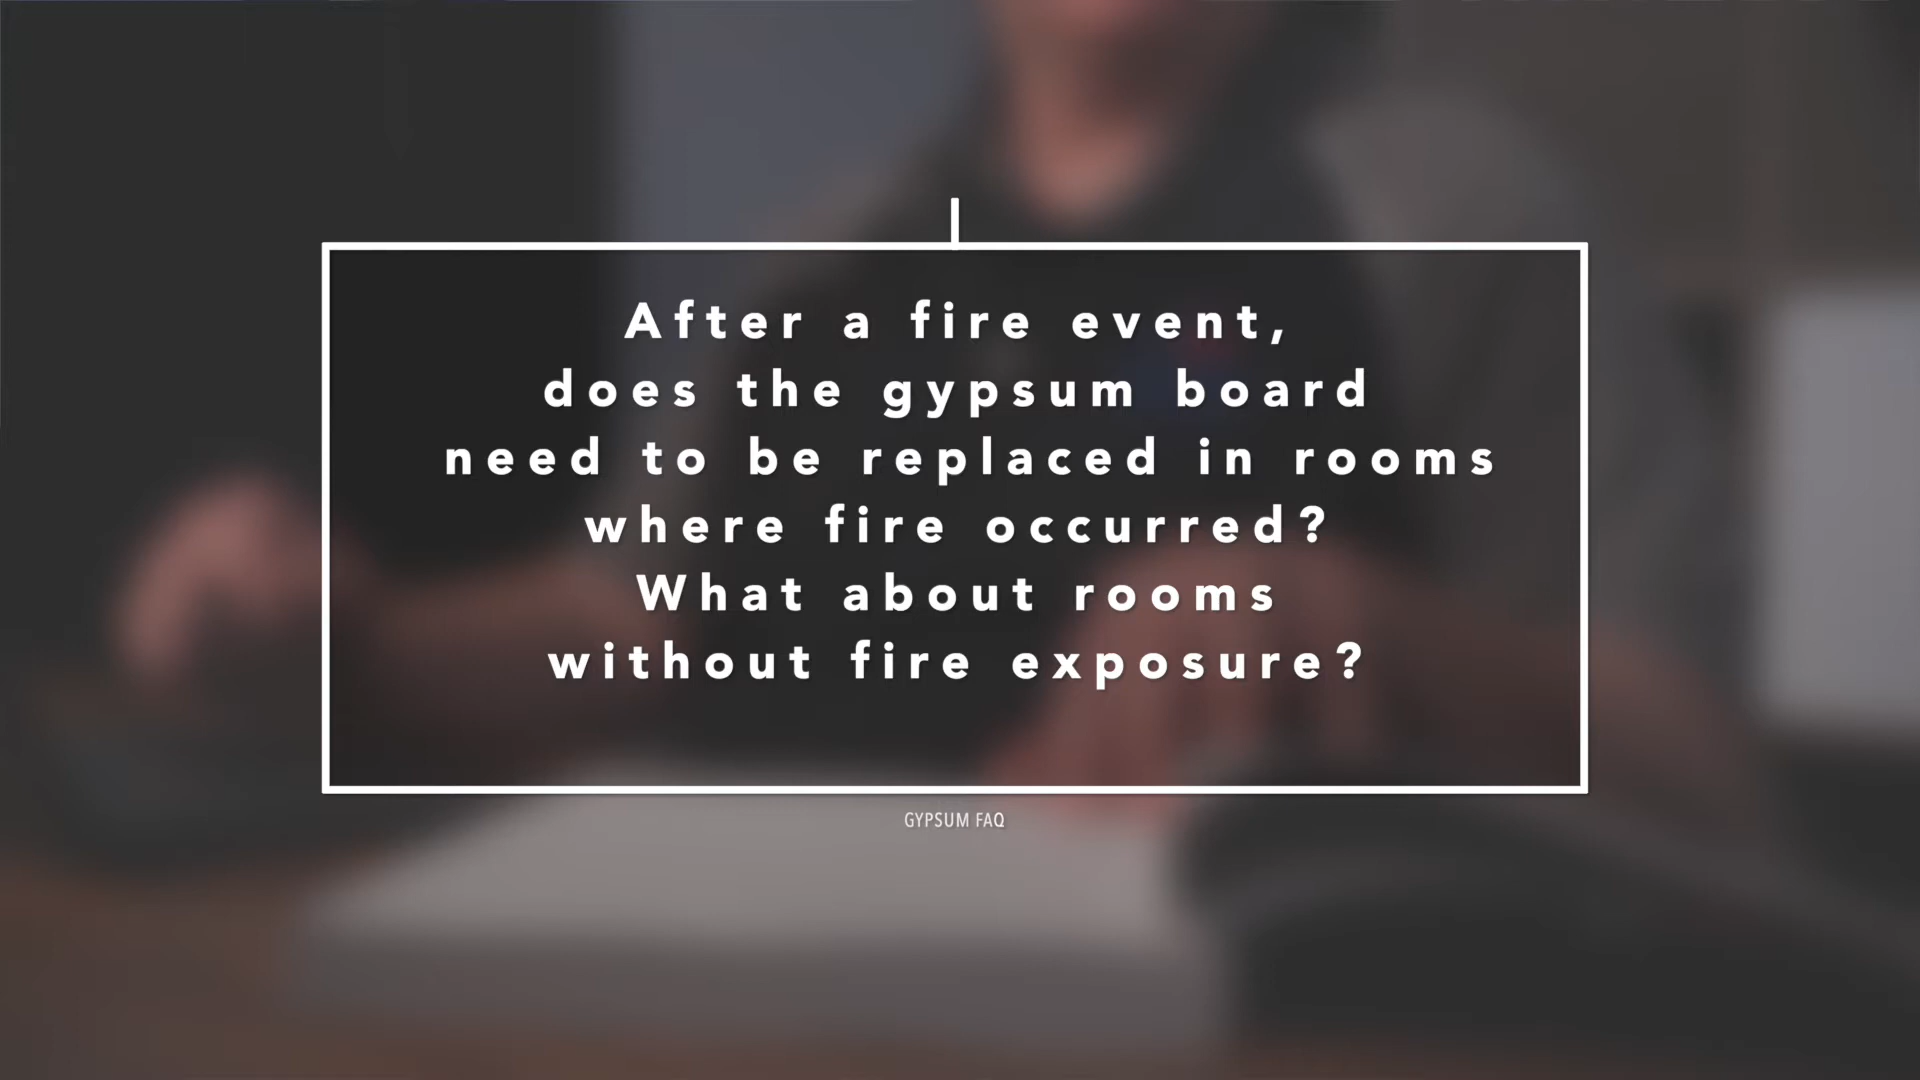 After a fire event,
does the gypsum board
need to be replaced in rooms
where fire occurred?
What about rooms
without fire exposure?
GYPSUM FAQ